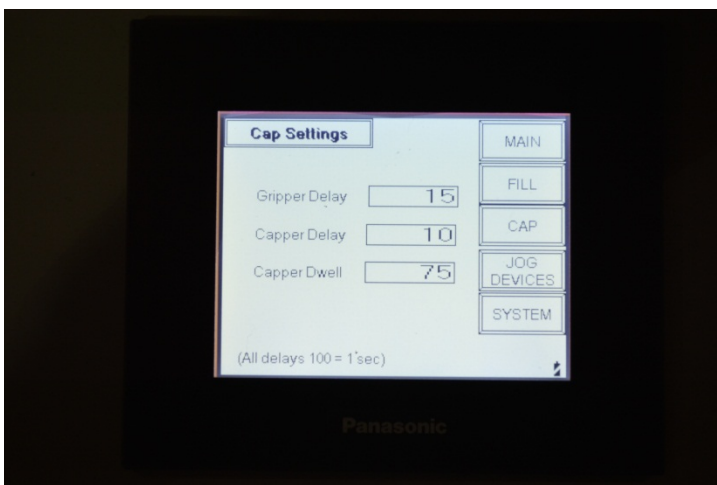 Cap Settings
MAIN
Gripper Delay 15
FILL
Capper Delay 10
CAP
Capper Dwell 75
JOG
DEVICES
SYSTEM
(All delays 100 = 1 sec)
Panasonic